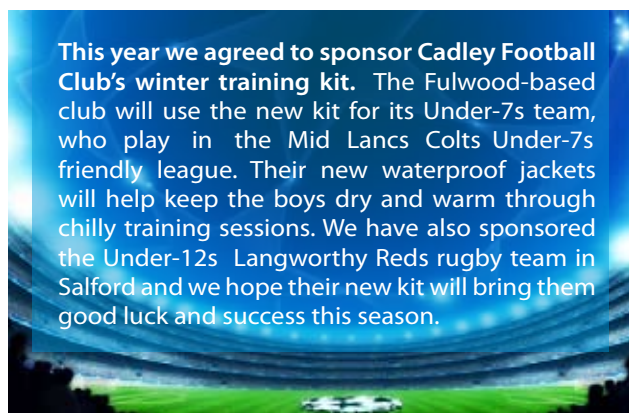 This year we agreed to sponsor Cadley Football
Club's winter training kit. The Fulwood-based
club will use the new kit for its Under-7s team,
who play in the Mid Lancs Colts Under-7s
friendly league. Their new waterproof jackets
will help keep the boys dry and warm through
chilly training sessions. We have also sponsored
the Under-12s Langworthy Reds rugby team in
Salford and we hope their new kit will bring them
good luck and success this season.